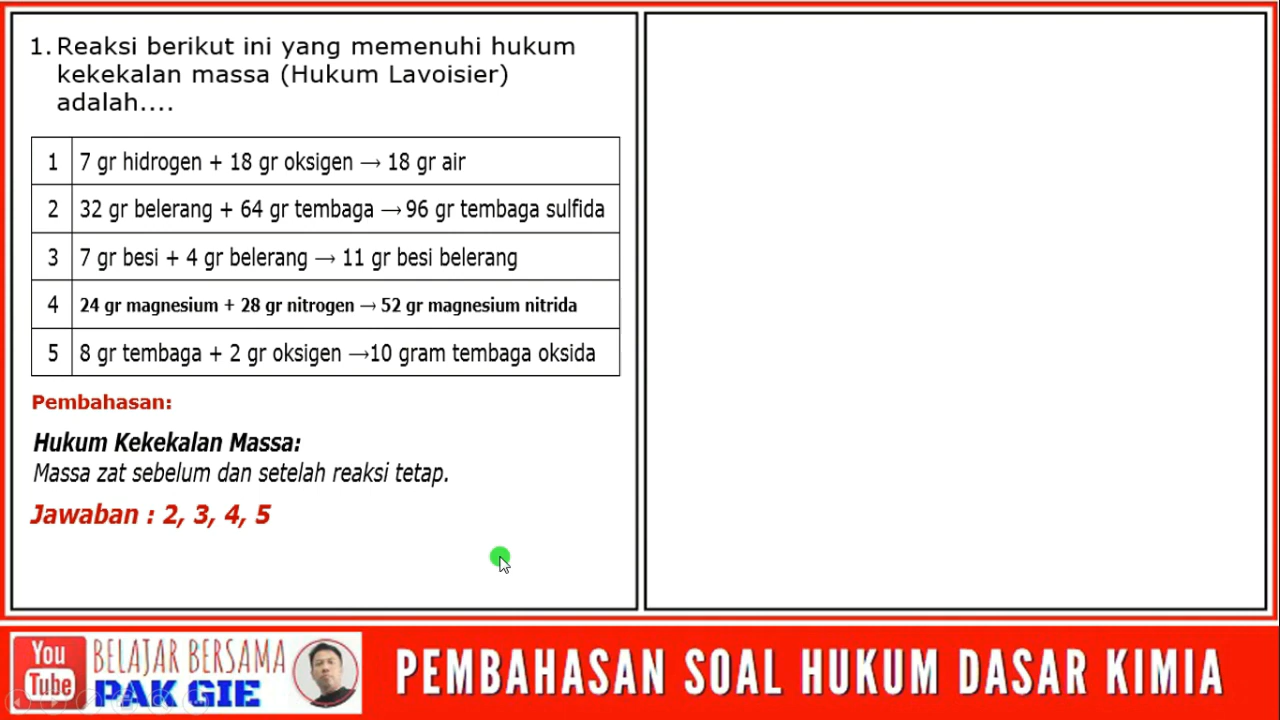 1. Reaksi berikut ini yang memenuhi hukum
kekekalan massa (Hukum Lavoisier)
adalah....
1 7 gr hidrogen + 18 gr oksigen → 18 gr air
2 32 gr belerang + 64 gr tembaga → 96 gr tembaga sulfida
3 7 gr besi + 4 gr belerang → 11 gr besi belerang
4 24 gr magnesium + 28 gr nitrogen → 52 gr magnesium nitrida
5 8 gr tembaga + 2 gr oksigen →10 gram tembaga oksida
Pembahasan:
Hukum Kekekalan Massa:
Massa zat sebelum dan setelah reaksi tetap.
Jawaban : 2, 3, 4, 5
You
Tube
BELAJAR BERSAMA
PAK GIE
PEMBAHASAN SOAL HUKUM DASAR KIMIA